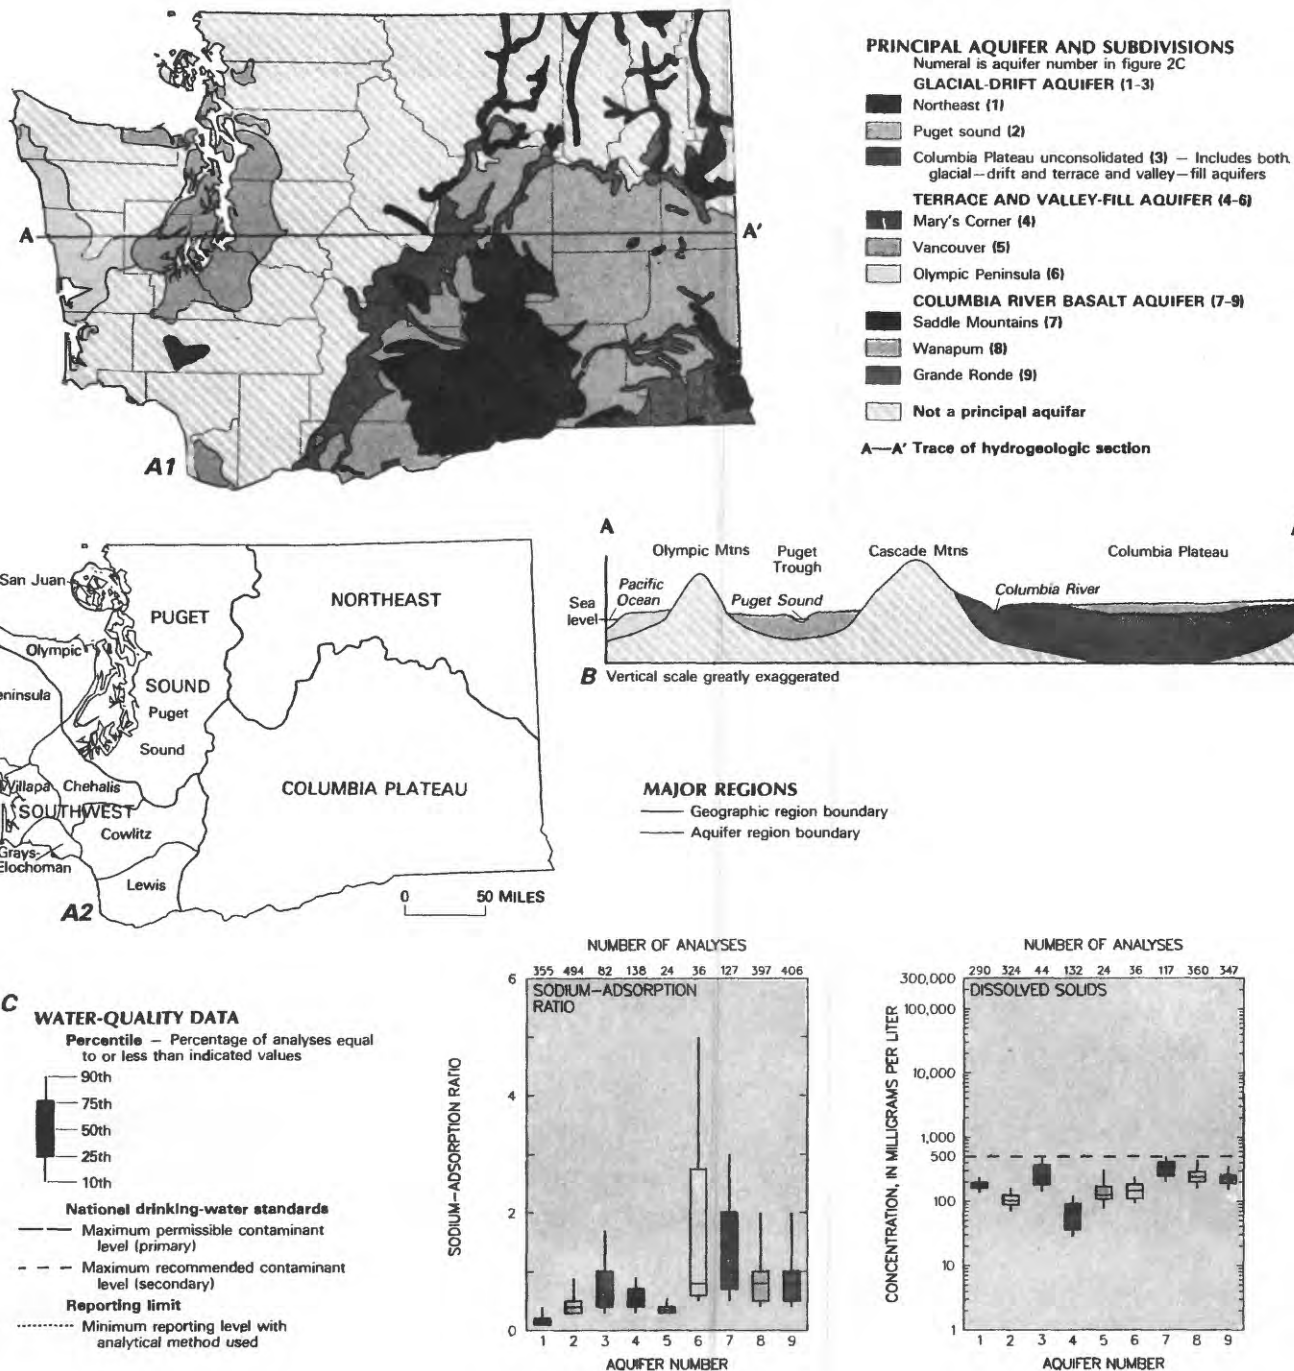 PRINCIPAL AQUIFER AND SUBDIVISIONS
Numeral is aquifer number in figure 2C
GLACIAL-DRIFT AQUIFER (1-3)
Northeast (1)
Puget sound (2)
Columbia Plateau unconsolidated (3) — Includes both
glacial—drift and terrace and valley—fill aquifers
TERRACE AND VALLEY-FILL AQUIFER (4-6)
Mary's Corner (4)
Vancouver (5)
Olympic Peninsula (6)
COLUMBIA RIVER BASALT AQUIFER (7-9)
Saddle Mountains (7)
Wanapum (8)
Grande Ronde (9)
Not a principal aquifar
A—A' Trace of hydrogeologic section
A
A'
A1
San Juan
PUGET
NORTHEAST
Olympic
eninsula
SOUND
Puget
Sound
Willapa
Chehalis
COLUMBIA PLATEAU
SOUTHWEST
Cowlitz
Grays-
Elochoman
Lewis
0 50 MILES
A2
A
Olympic Mtns
Puget
Trough
Cascade Mtns
Columbia Plateau
Pacific
Ocean
Puget Sound
Columbia River
Sea
level
B Vertical scale greatly exaggerated
MAJOR REGIONS
Geographic region boundary
Aquifer region boundary
C
WATER-QUALITY DATA
Percentile — Percentage of analyses equal
to or less than indicated values
90th
75th
50th
25th
10th
National drinking-water standards
Maximum permissible contaminant
level (primary)
Maximum recommended contaminant
level (secondary)
Reporting limit
Minimum reporting level with
analytical method used
NUMBER OF ANALYSES
355 494 82 138 24 36 127 397 406
SODIUM-ADSORPTION
RATIO
SODIUM-ADSORPTION RATIO
6
4
2
0
1 2 3 4 5 6 7 8 9
AQUIFER NUMBER
NUMBER OF ANALYSES
290 324 44 132 24 36 117 360 347
DISSOLVED SOLIDS
CONCENTRATION, IN MILLIGRAMS PER LITER
300,000
100,000
10,000
1,000
500
100
10
1
1 2 3 4 5 6 7 8 9
AQUIFER NUMBER